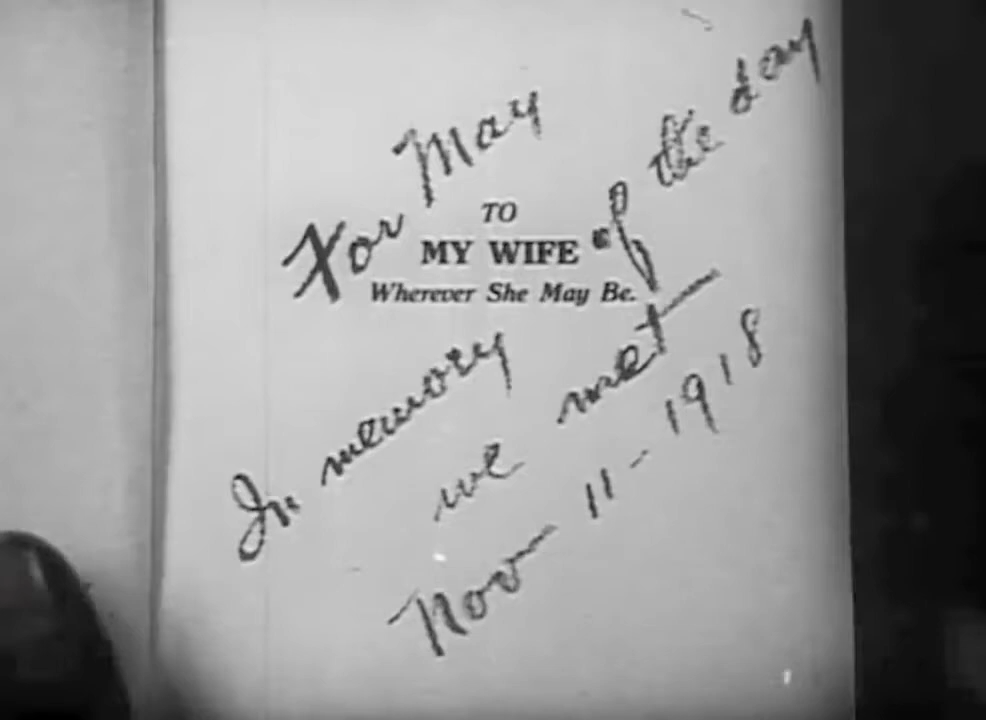 For May
TO
MY WIFE
Wherever She May Be.
In memory of the day
we met—
Nov— 11-1918